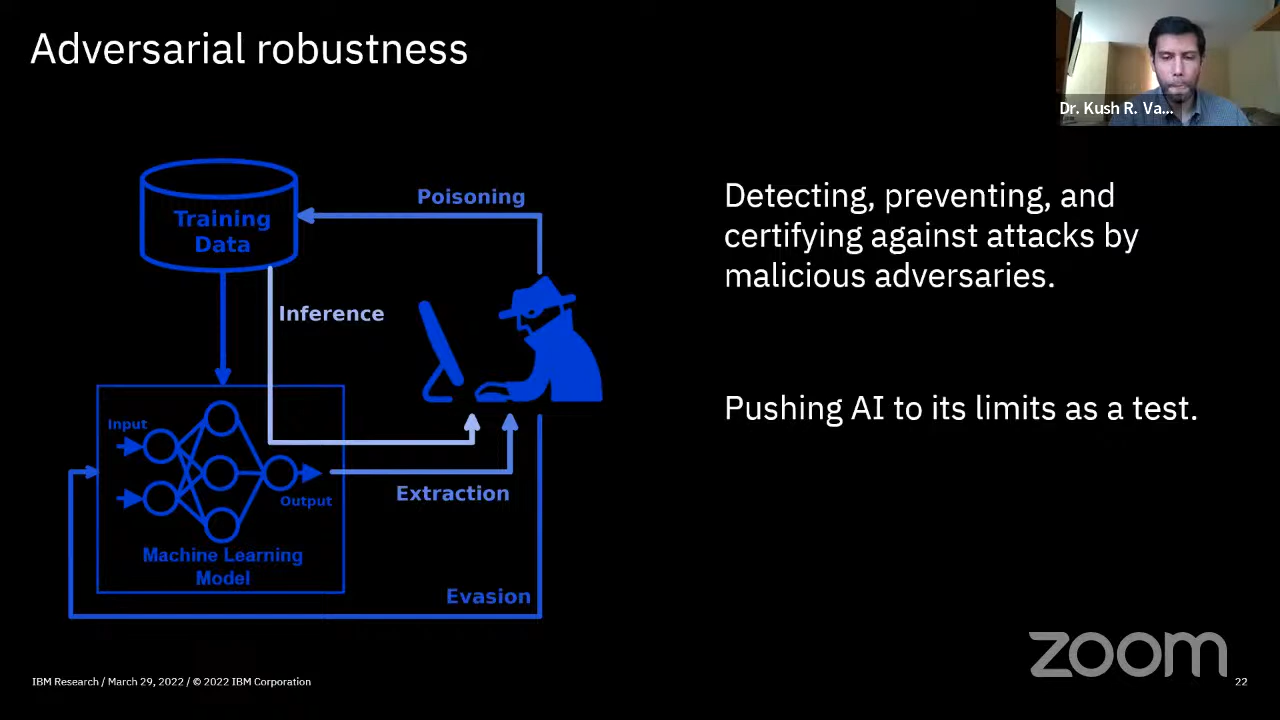 Adversarial robustness
Dr. Kush R. Va...
Poisoning
Training
Data
Detecting, preventing, and
certifying against attacks by
malicious adversaries.
Inference
Pushing AI to its limits as a test.
Input
Output
Extraction
Machine Learning
Model
Evasion
zoom
IBM Research / March 29, 2022 / © 2022 IBM Corporation
22